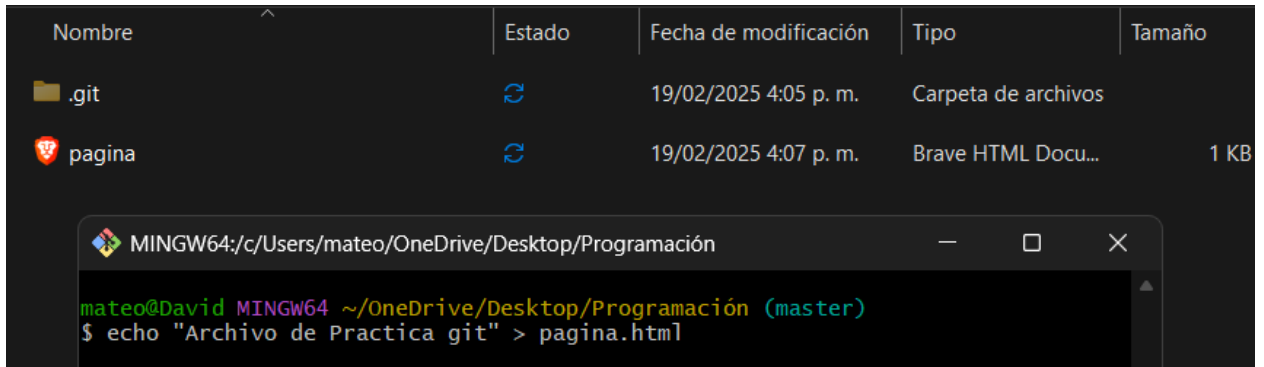 Nombre Estado Fecha de modificación Tipo Tamaño
.git 19/02/2025 4:05 p. m. Carpeta de archivos
pagina 19/02/2025 4:07 p. m. Brave HTML Docu... 1 KB
MINGW64:/c/Users/mateo/OneDrive/Desktop/Programación
mateo@David MINGW64 ~/OneDrive/Desktop/Programación (master)
$ echo "Archivo de Practica git" > pagina.html